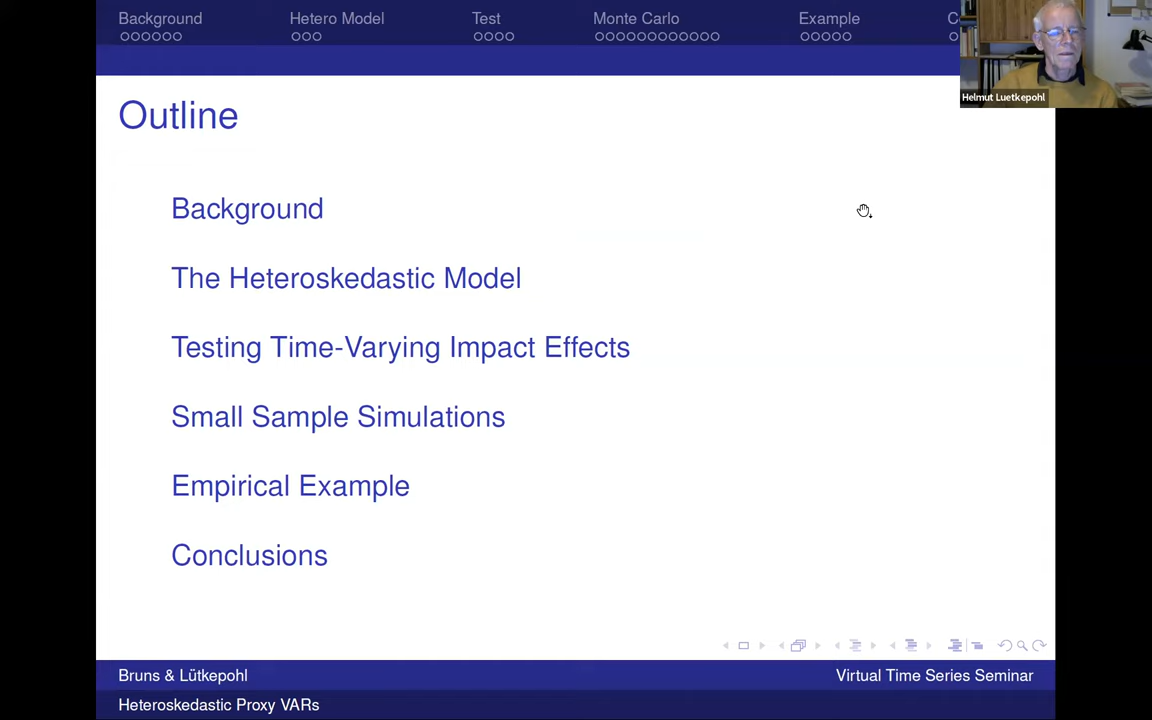 Background Hetero Model Test Monte Carlo Example C
Helmut Luetkepohl
Outline
Background
The Heteroskedastic Model
Testing Time-Varying Impact Effects
Small Sample Simulations
Empirical Example
Conclusions
Bruns & Lütkepohl Virtual Time Series Seminar
Heteroskedastic Proxy VARs